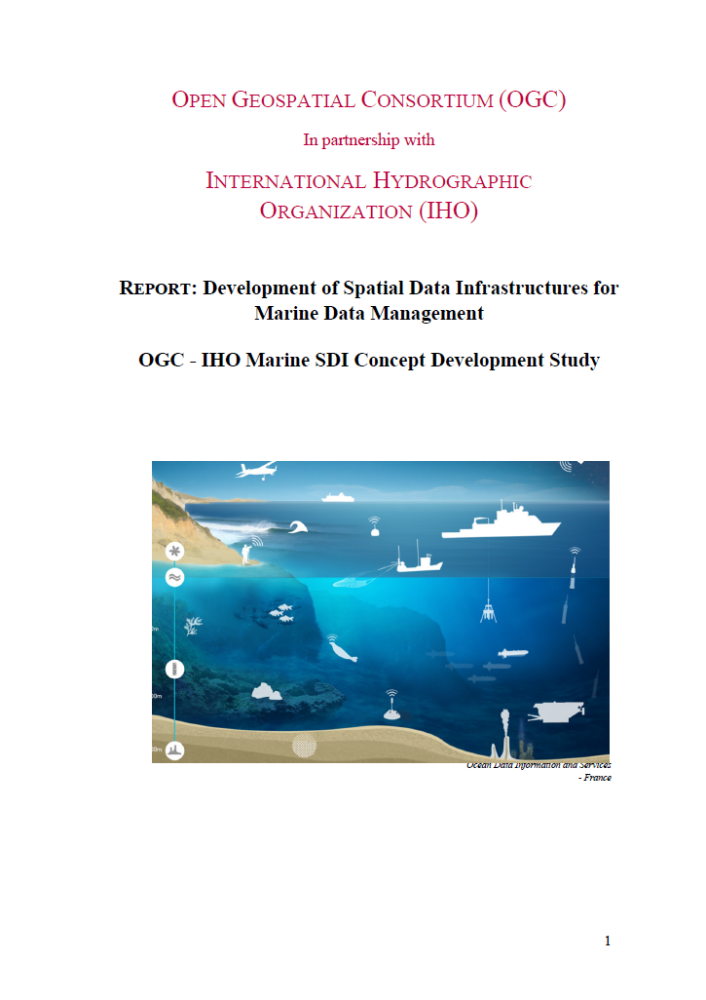 OPEN GEOSPATIAL CONSORTIUM (OGC)
In partnership with
INTERNATIONAL HYDROGRAPHIC
ORGANIZATION (IHO)
REPORT: Development of Spatial Data Infrastructures for
Marine Data Management
OGC - IHO Marine SDI Concept Development Study
Ocean Data Information and Services
- France
1